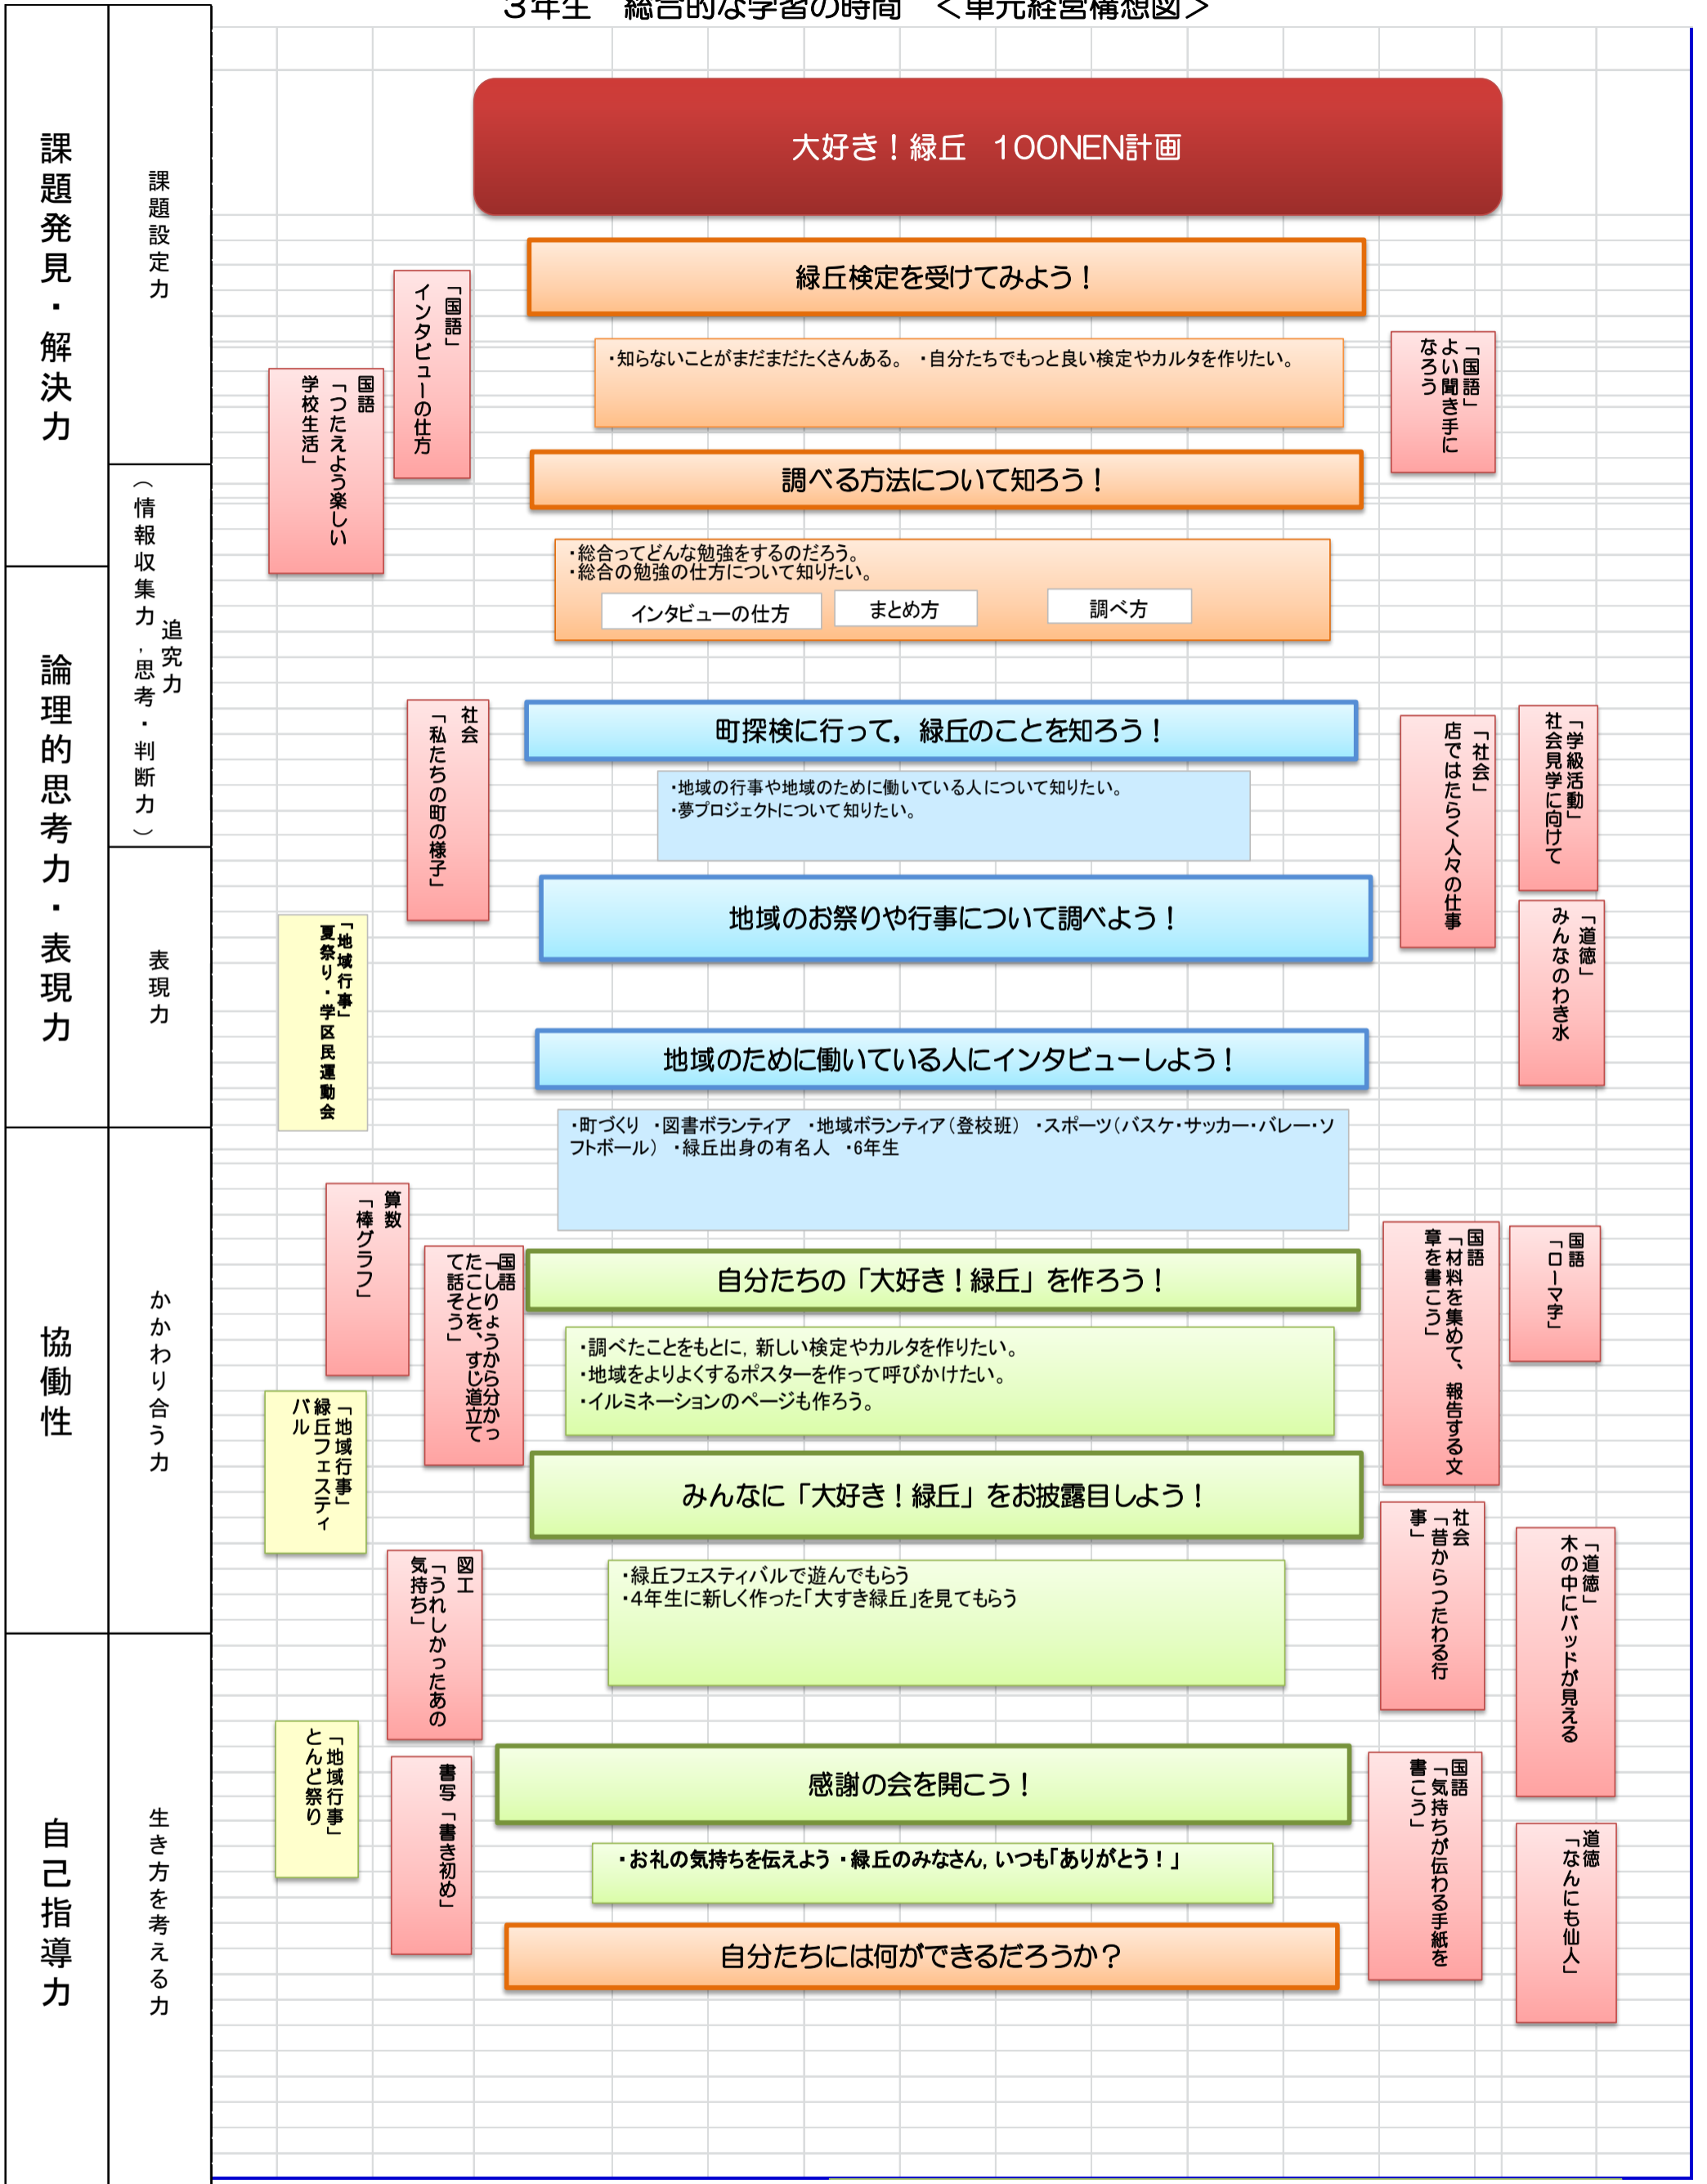 3年生　総合的な学習の時間　＜単元経営構想図＞
課題発見・解決力
論理的思考力・表現力
協働性
自己指導力
課題設定力
追究力
（情報収集力，思考・判断力）
表現力
かかわり合う力
生き方を考える力
大好き！緑丘　100NEN計画
緑丘検定を受けてみよう！
・知らないことがまだまだたくさんある。　・自分たちでもっと良い検定やカルタを作りたい。
「国語」
インタビューの仕方
国語
「つたえよう楽しい
学校生活」
「国語」
よい聞き手に
なろう
調べる方法について知ろう！
・総合ってどんな勉強をするのだろう。
・総合の勉強の仕方について知りたい。
インタビューの仕方
まとめ方
調べ方
町探検に行って，緑丘のことを知ろう！
・地域の行事や地域のために働いている人について知りたい。
・夢プロジェクトについて知りたい。
社会
「私たちの町の様子」
「社会」
店ではたらく人々の仕事
「学級活動」
社会見学に向けて
「道徳」
みんなのわき水
地域のお祭りや行事について調べよう！
「地域行事」
夏祭り・学区民運動会
地域のために働いている人にインタビューしよう！
・町づくり　・図書ボランティア　・地域ボランティア（登校班）　・スポーツ（バスケ・サッカー・バレー・ソ
フトボール）　・緑丘出身の有名人　・6年生
算数
「棒グラフ」
国語
「しりょうから分かっ
たことを、すじ道立て
て話そう」
自分たちの「大好き！緑丘」を作ろう！
・調べたことをもとに，新しい検定やカルタを作りたい。
・地域をよりよくするポスターを作って呼びかけたい。
・イルミネーションのページも作ろう。
国語
「材料を集めて、報告する文
章を書こう」
国語
「ローマ字」
「地域行事」
緑丘フェスティ
バル
みんなに「大好き！緑丘」をお披露目しよう！
・緑丘フェスティバルで遊んでもらう
・4年生に新しく作った「大すき緑丘」を見てもらう
図工
「うれしかったあの
気持ち」
社会
「昔からつたわる行
事」
「道徳」
木の中にバッドが見える
「地域行事」
とんど祭り
書写「書き初め」
感謝の会を開こう！
・お礼の気持ちを伝えよう・緑丘のみなさん，いつも「ありがとう！」
国語
「気持ちが伝わる手紙を
書こう」
道徳
「なんにも仙人」
自分たちには何ができるだろうか？